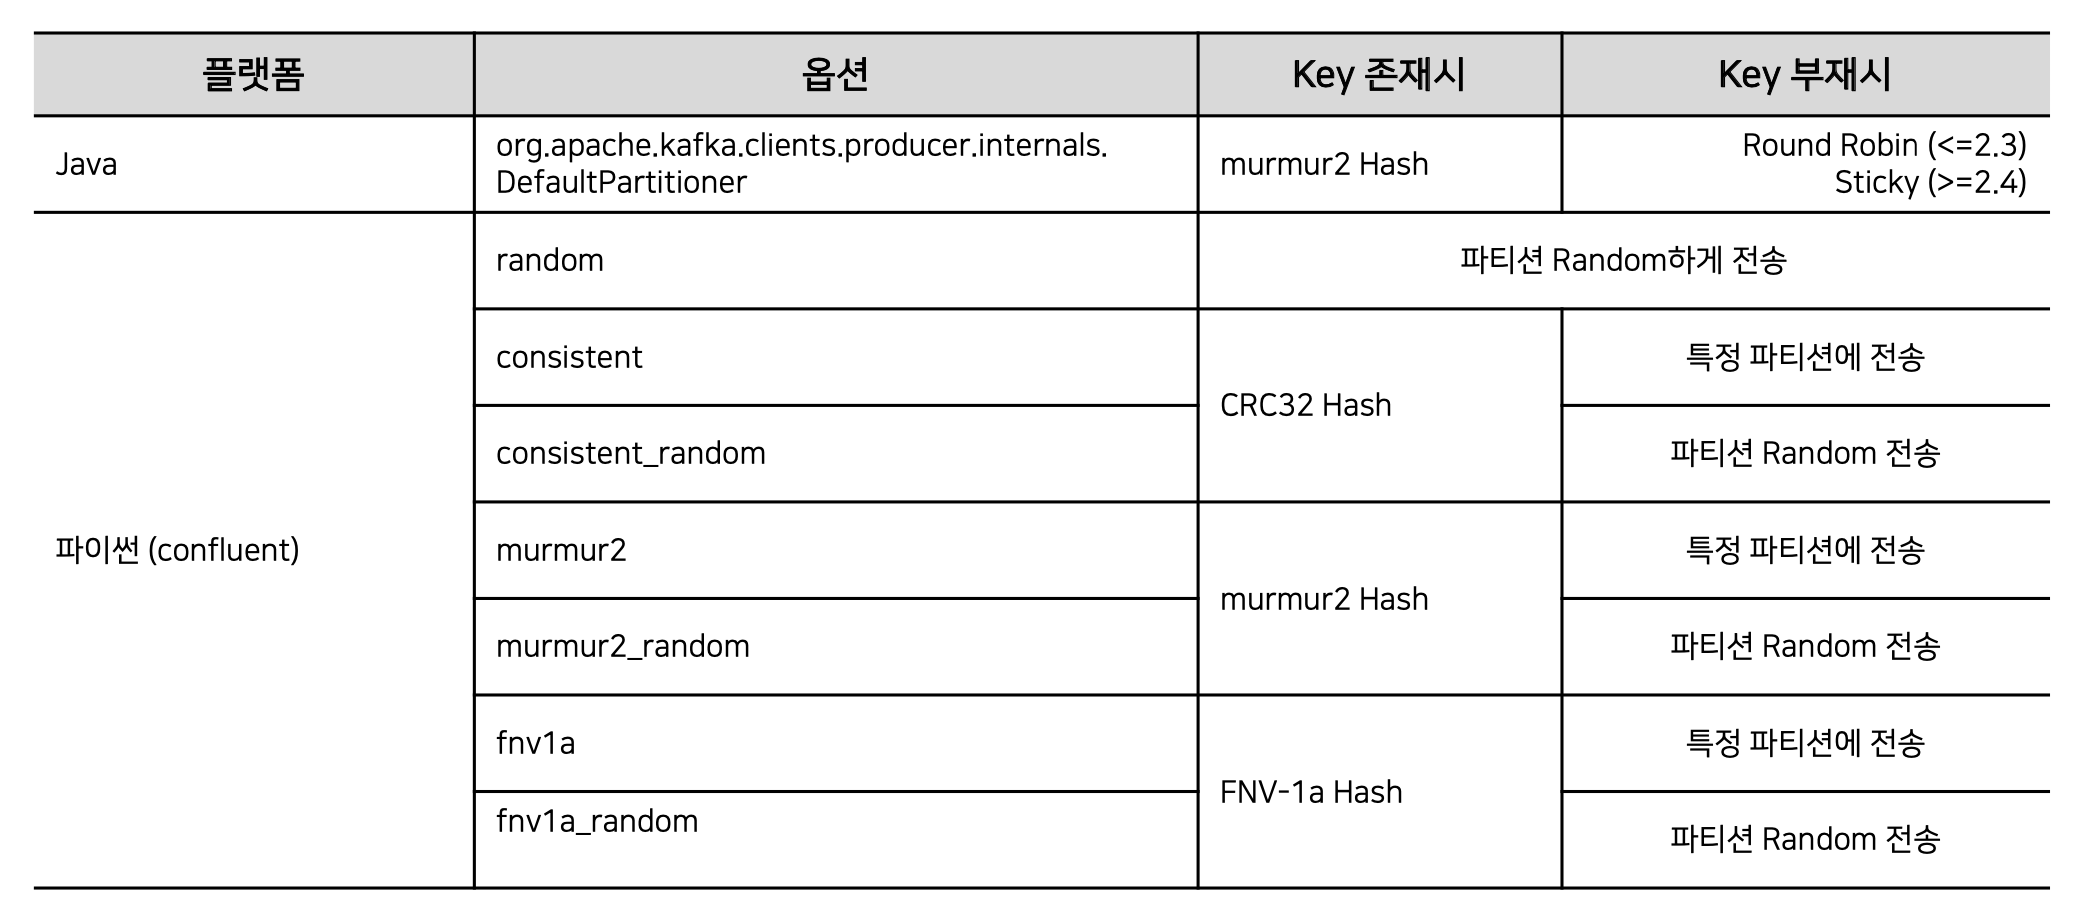 플랫폼
옵션
Key 존재시
Key 부재시
Java
org.apache.kafka.clients.producer.internals.
DefaultPartitioner
murmur2 Hash
Round Robin (<=2.3)
Sticky (>=2.4)
파이썬 (confluent)
random
파티션 Random하게 전송
consistent
CRC32 Hash
특정 파티션에 전송
consistent_random
파티션 Random 전송
murmur2
murmur2 Hash
특정 파티션에 전송
murmur2_random
파티션 Random 전송
fnv1a
FNV-1a Hash
특정 파티션에 전송
fnv1a_random
파티션 Random 전송